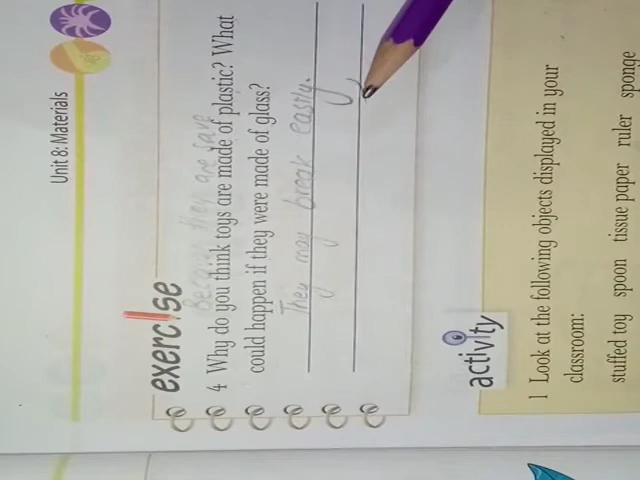 Unit 8: Materials
exercise
Because they are save
4 Why do you think toys are made of plastic? What
could happen if they were made of glass?
They may break easily.
activity
1 Look at the following objects displayed in your
classroom:
stuffed toy spoon tissue paper ruler sponge